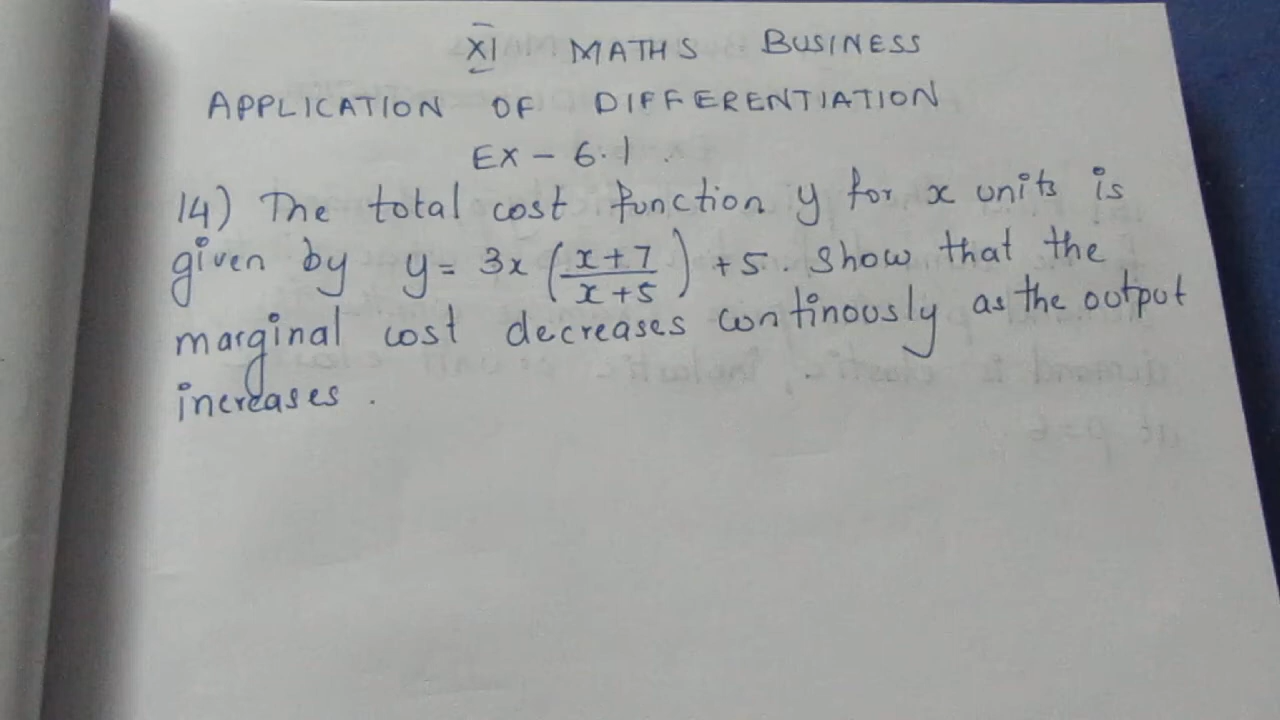 XI MATHS BUSINESS
APPLICATION OF DIFFERENTIATION
EX - 6.1.
14) The total cost function y for x units is
given by y = 3x (x+7/x+5) + 5. Show that the
marginal cost decreases continously as the output
increases.